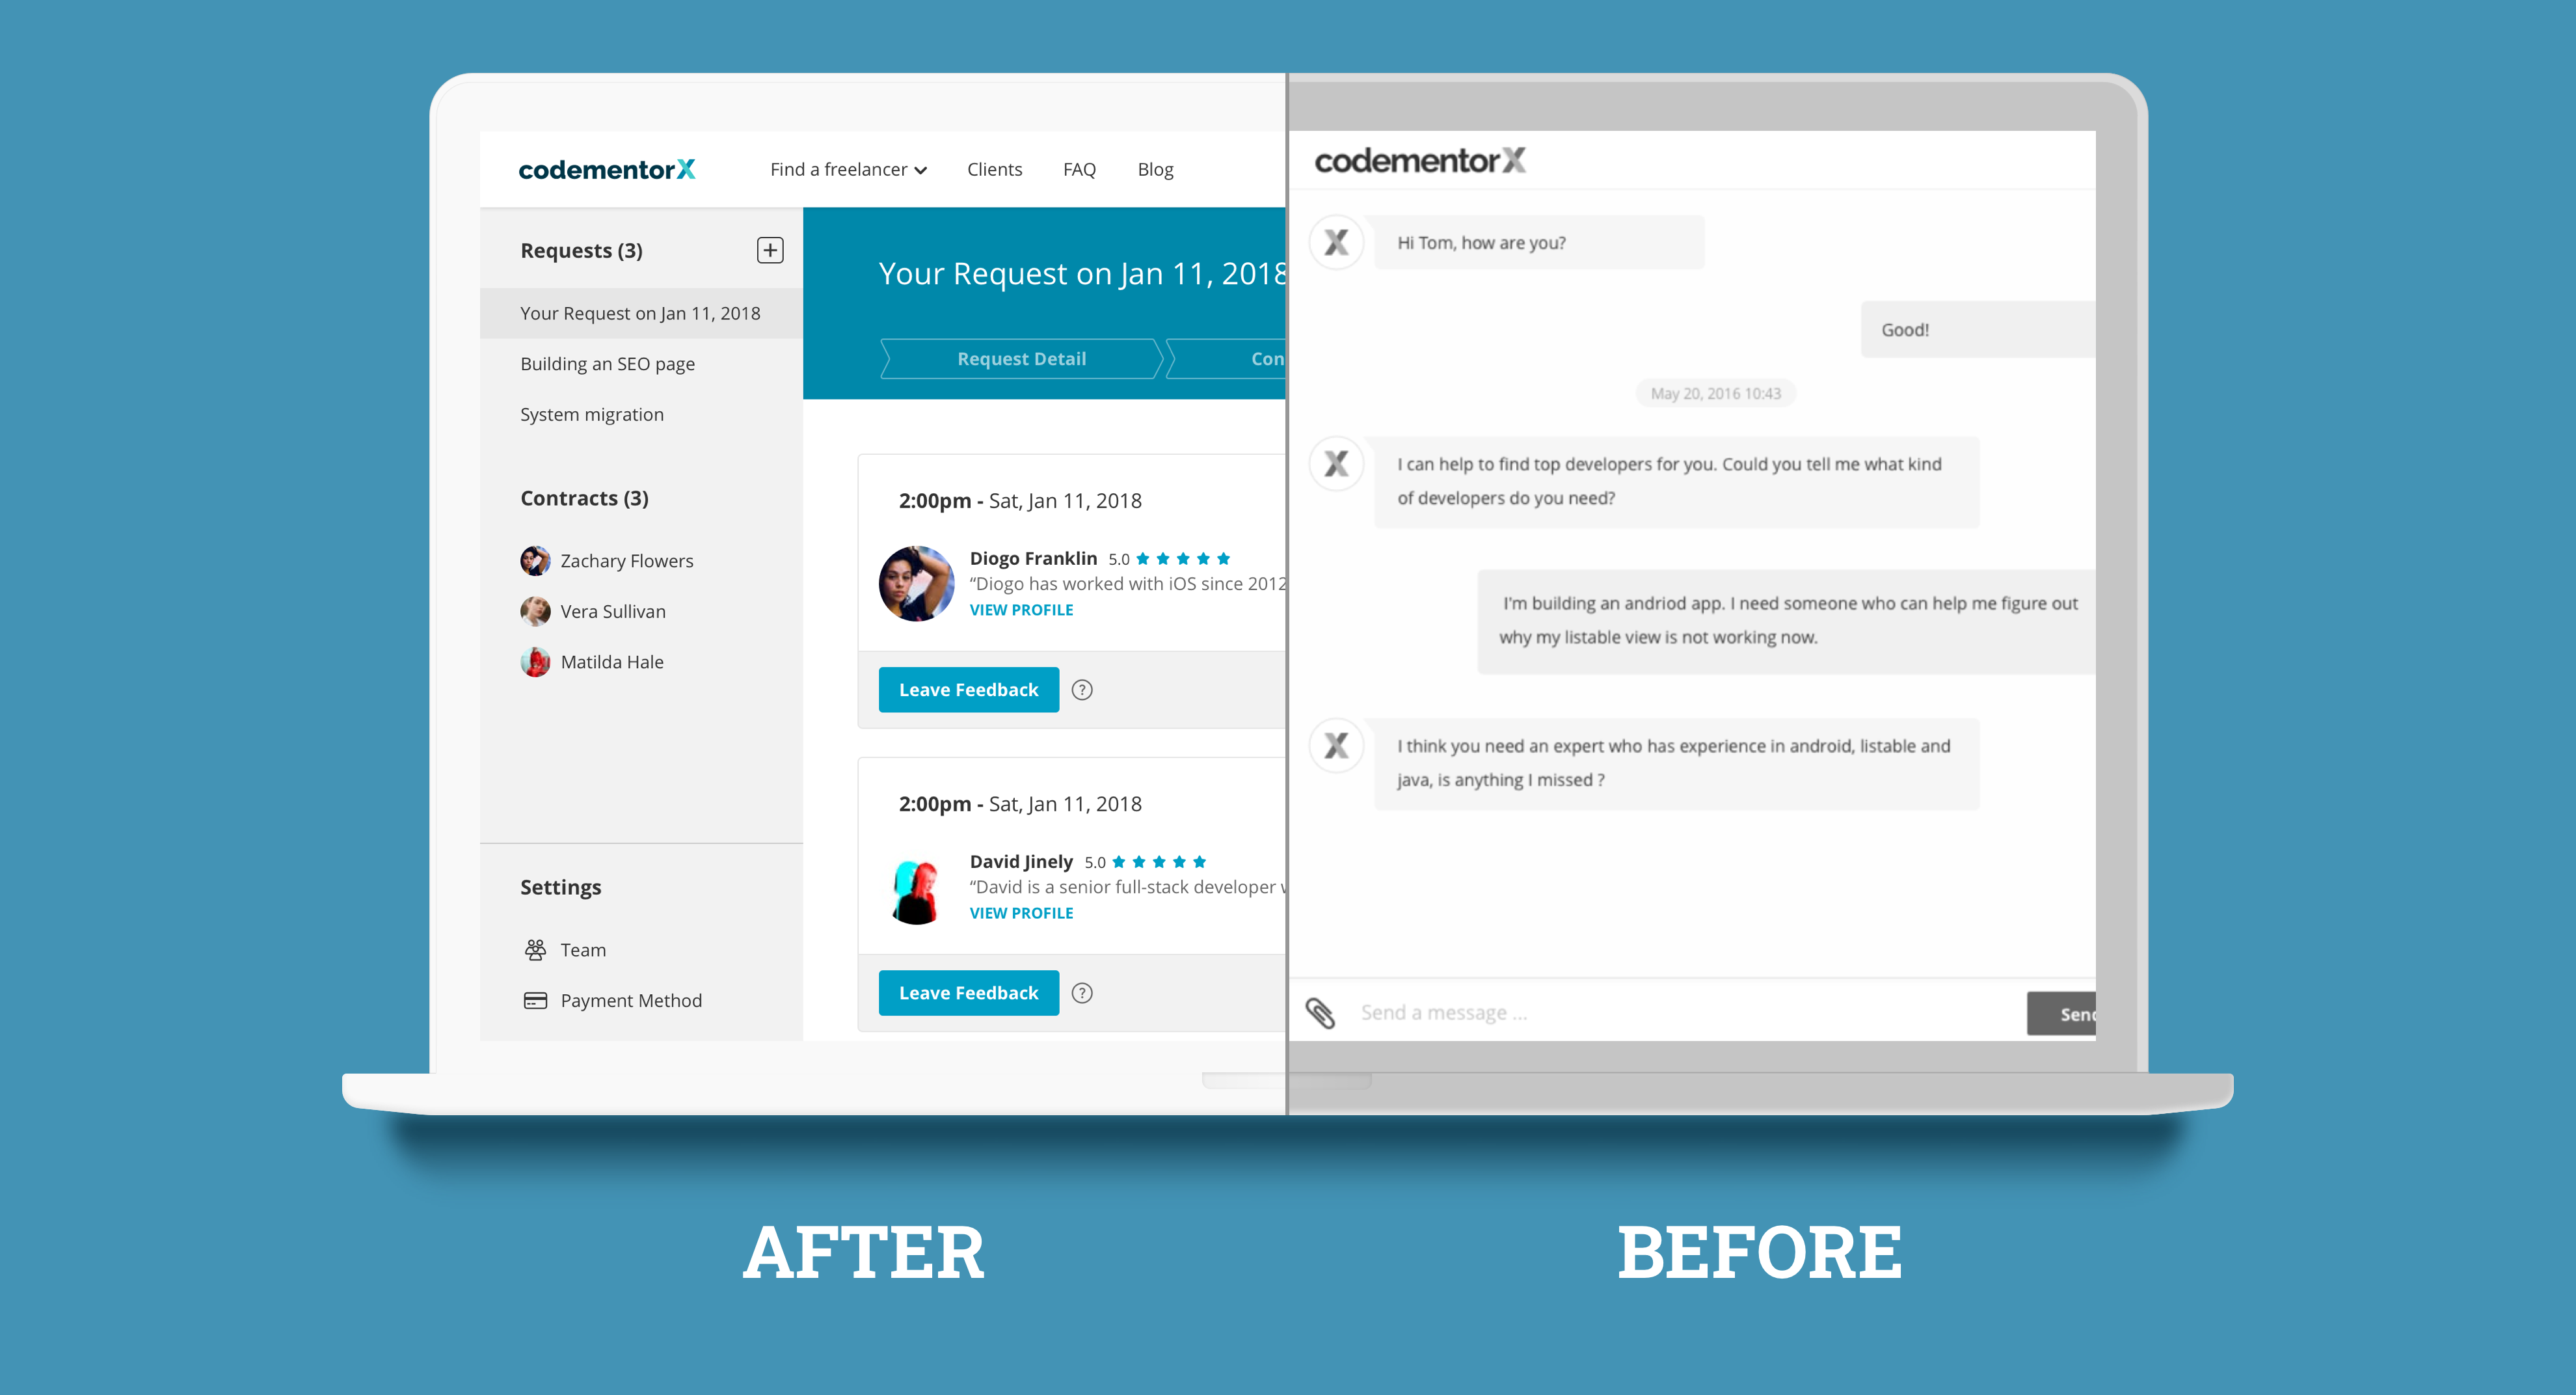 codementorX
Find a freelancer
Clients
FAQ
Blog
Requests (3)
Your Request on Jan 11, 2018
Building an SEO page
System migration
Contracts (3)
Zachary Flowers
Vera Sullivan
Matilda Hale
Settings
Team
Payment Method
Your Request on Jan 11, 2018
Request Detail
Con
2:00pm - Sat, Jan 11, 2018
Diogo Franklin 5.0
“Diogo has worked with iOS since 2012
VIEW PROFILE
Leave Feedback ?
2:00pm - Sat, Jan 11, 2018
David Jinely 5.0
“David is a senior full-stack developer
VIEW PROFILE
Leave Feedback ?
codementorX
X
Hi Tom, how are you?
Good!
May 20, 2016 10:43
X
I can help to find top developers for you. Could you tell me what kind
of developers do you need?
I'm building an andriod app. I need someone who can help me figure out
why my listable view is not working now.
X
I think you need an expert who has experience in android, listable and
java, is anything I missed ?
Send a message ...
Send
AFTER
BEFORE